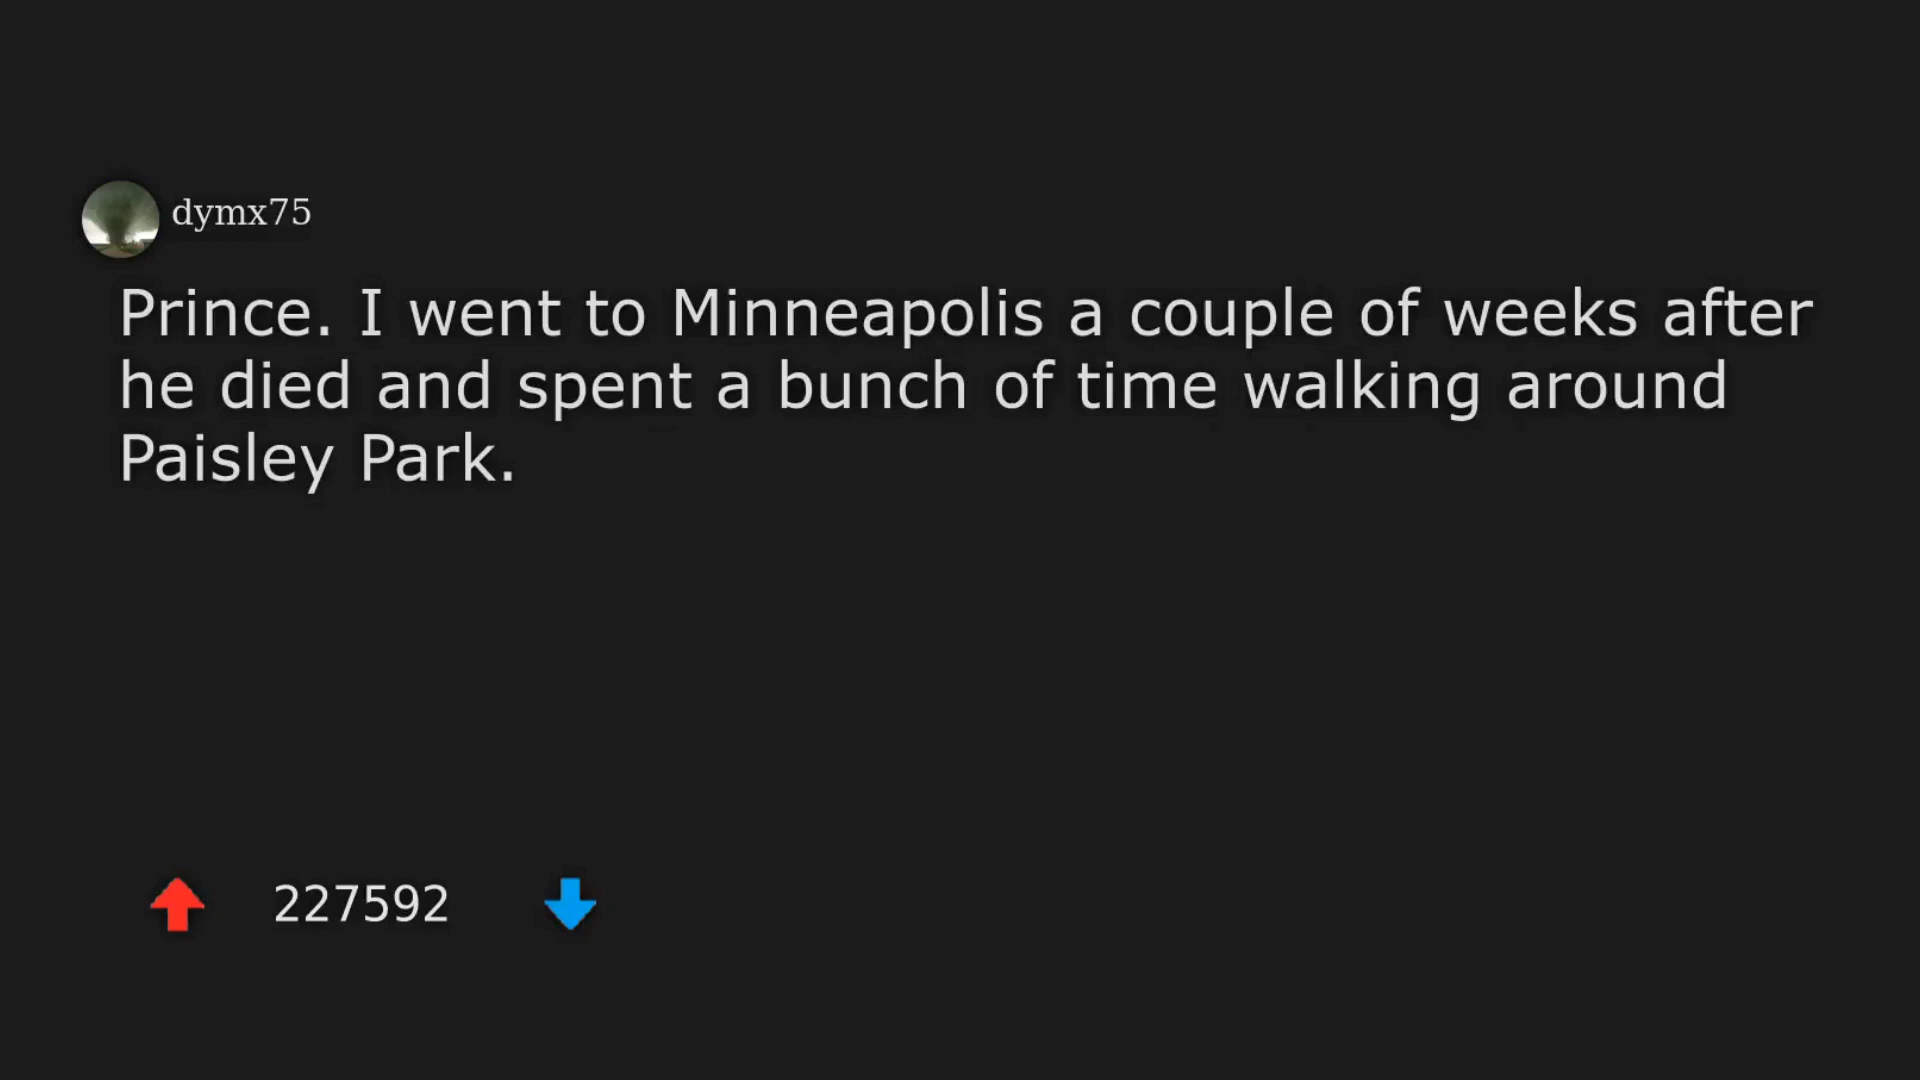 dymx75
Prince. I went to Minneapolis a couple of weeks after
he died and spent a bunch of time walking around
Paisley Park.
227592